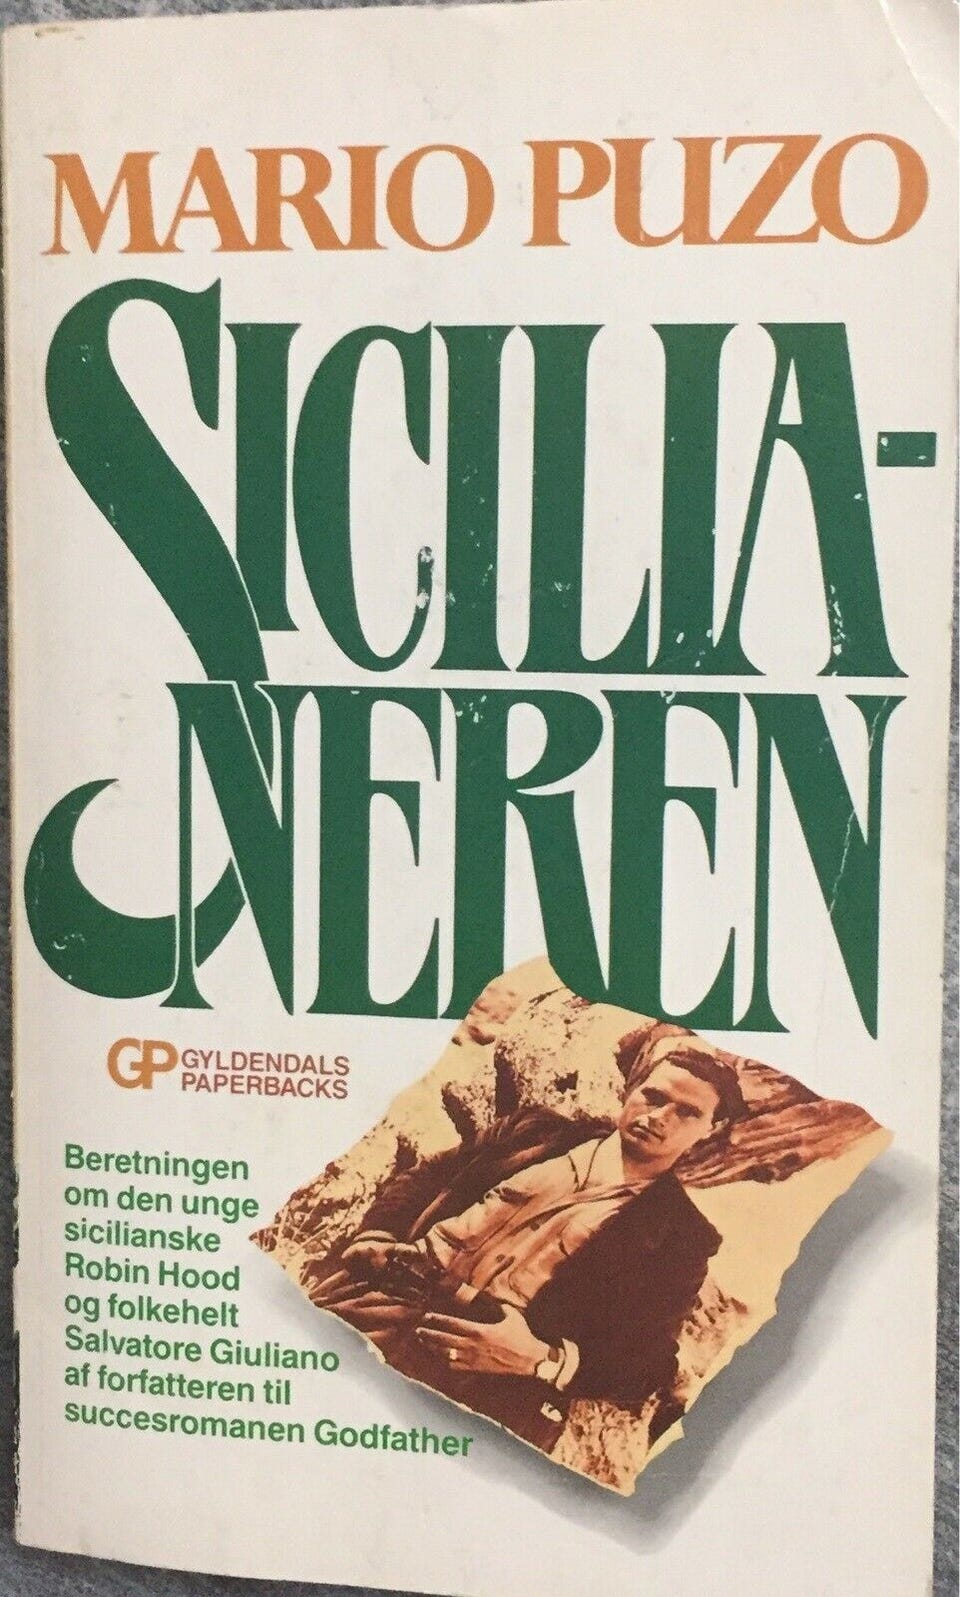 MARIO PUZO
SICILIA-
NEREN
GP GYLDENDALS
PAPERBACKS
Beretningen
om den unge
sicilianske
Robin Hood
og folkehelt
Salvatore Giuliano
af forfatteren til
succesromanen Godfather